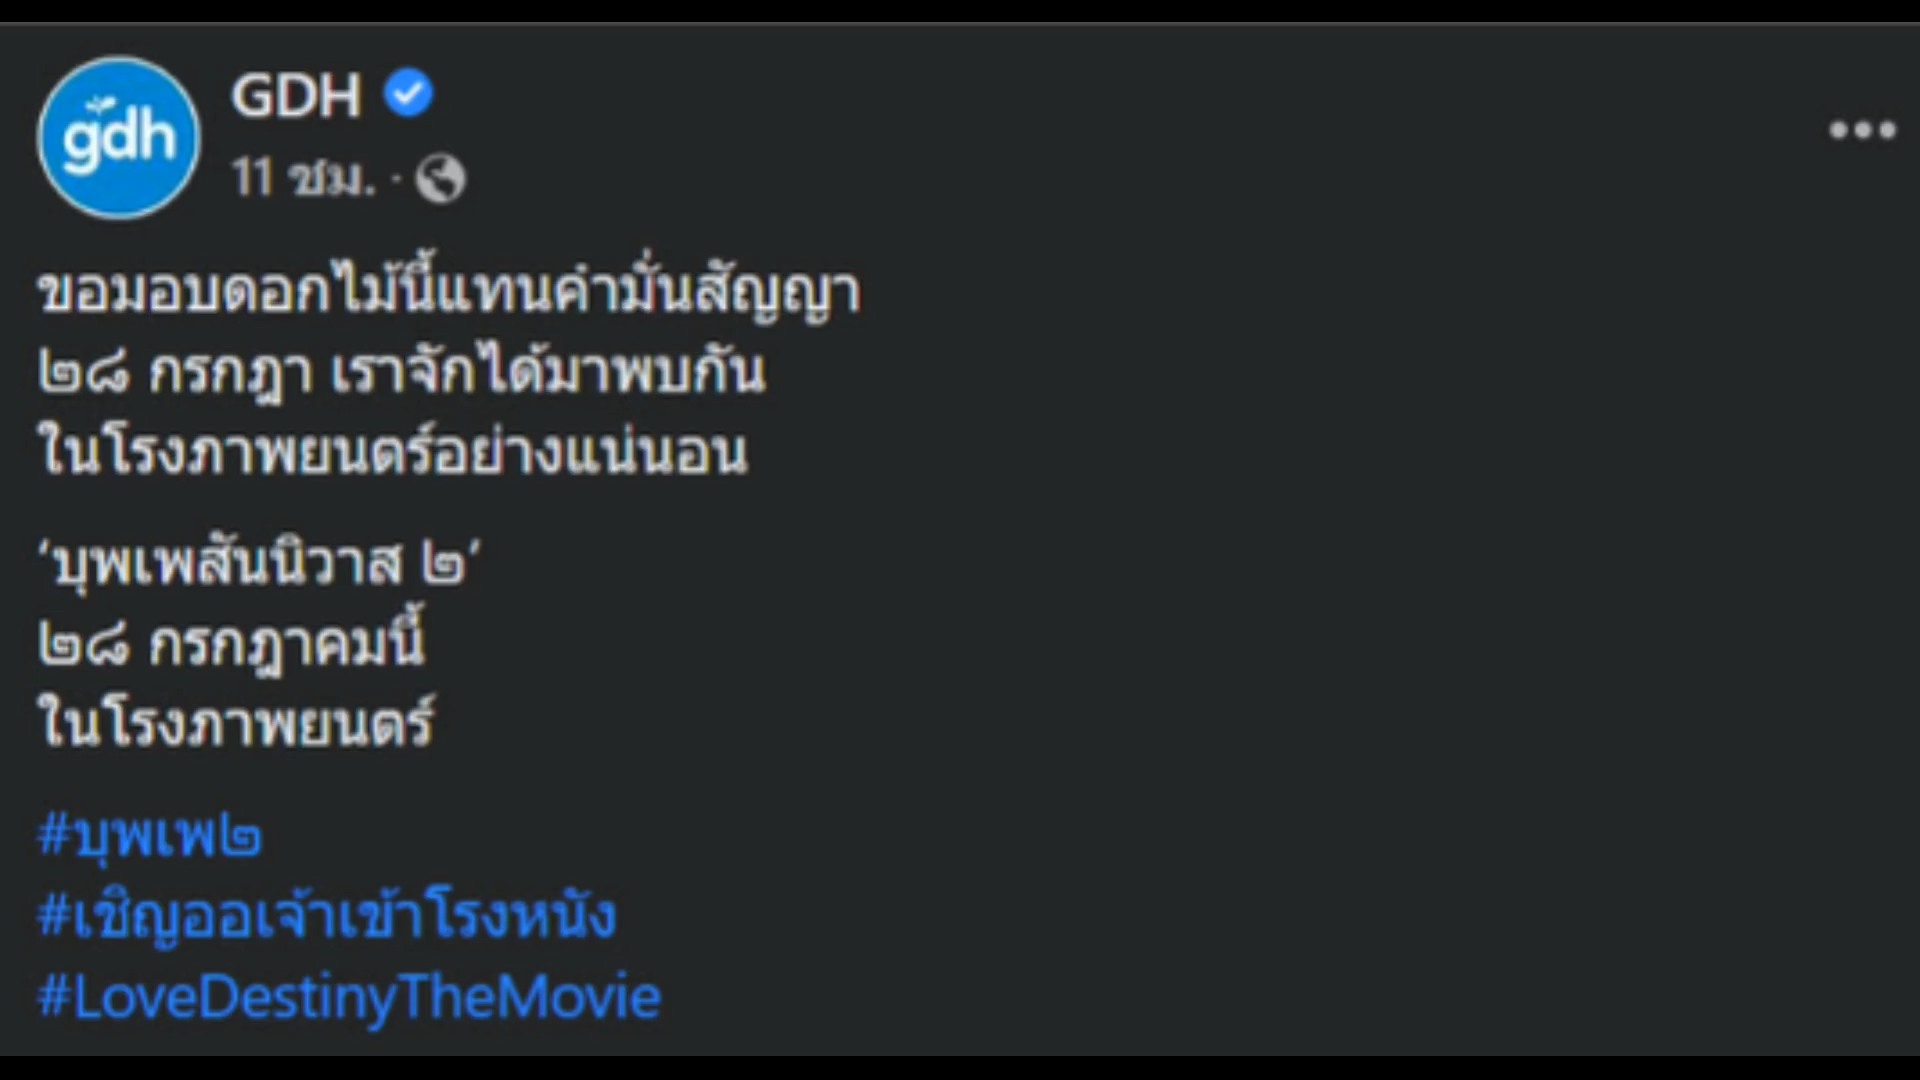 gdh
GDH
11 ชม. ·
ขอมอบดอกไม้นี้แทนคำมั่นสัญญา
๒๘ กรกฎา เราจักได้มาพบกัน
ในโรงภาพยนตร์อย่างแน่นอน
‘บุพเพสันนิวาส ๒’
๒๘ กรกฎาคมนี้
ในโรงภาพยนตร์
#บุพเพ๒
#เชิญออเจ้าเข้าโรงหนัง
#LoveDestinyTheMovie